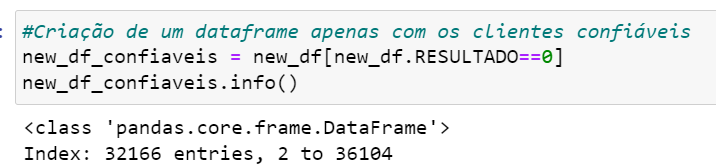 :
#Criação de um dataframe apenas com os clientes confiáveis
new_df_confiaveis = new_df[new_df.RESULTADO==0]
new_df_confiaveis.info()
<class 'pandas.core.frame.DataFrame'>
Index: 32166 entries, 2 to 36104